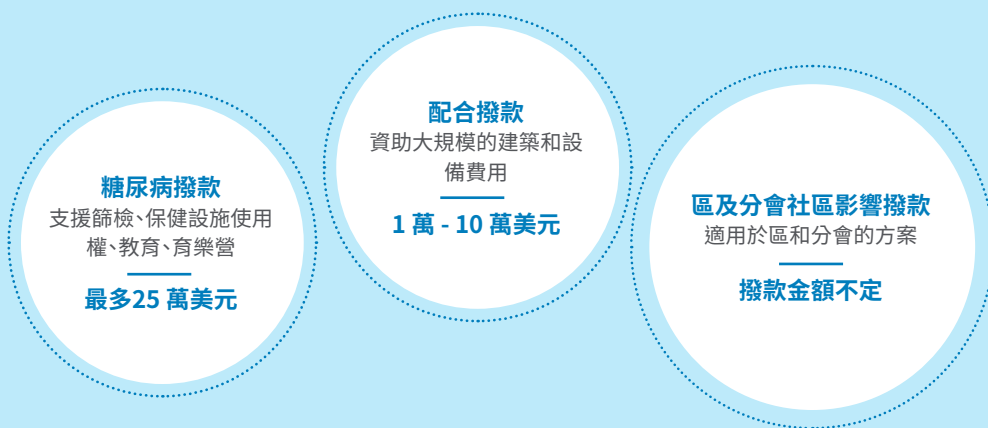 糖尿病撥款
支援篩檢、保健設施使用
權、教育、育樂營
最多25 萬美元
配合撥款
資助大規模的建築和設
備費用
1 萬 - 10 萬美元
區及分會社區影響撥款
適用於區和分會的方案
撥款金額不定